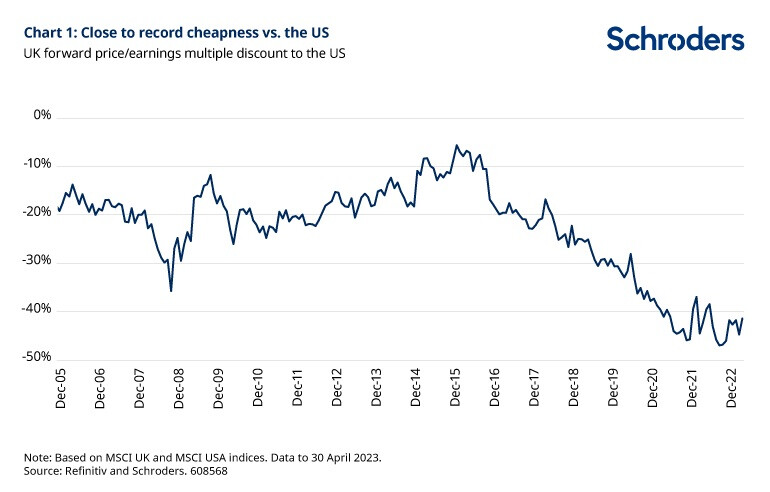 Chart 1: Close to record cheapness vs. the US
Schroders
UK forward price/earnings multiple discount to the US
0%
-10%
-20%
-30%
-40%
-50%
Dec-05
Dec-06
Dec-07
Dec-08
Dec-09
Dec-10
Dec-11
Dec-12
Dec-13
Dec-14
Dec-15
Dec-16
Dec-17
Dec-18
Dec-19
Dec-20
Dec-21
Dec-22
Note: Based on MSCI UK and MSCI USA indices. Data to 30 April 2023.
Source: Refinitiv and Schroders. 608568